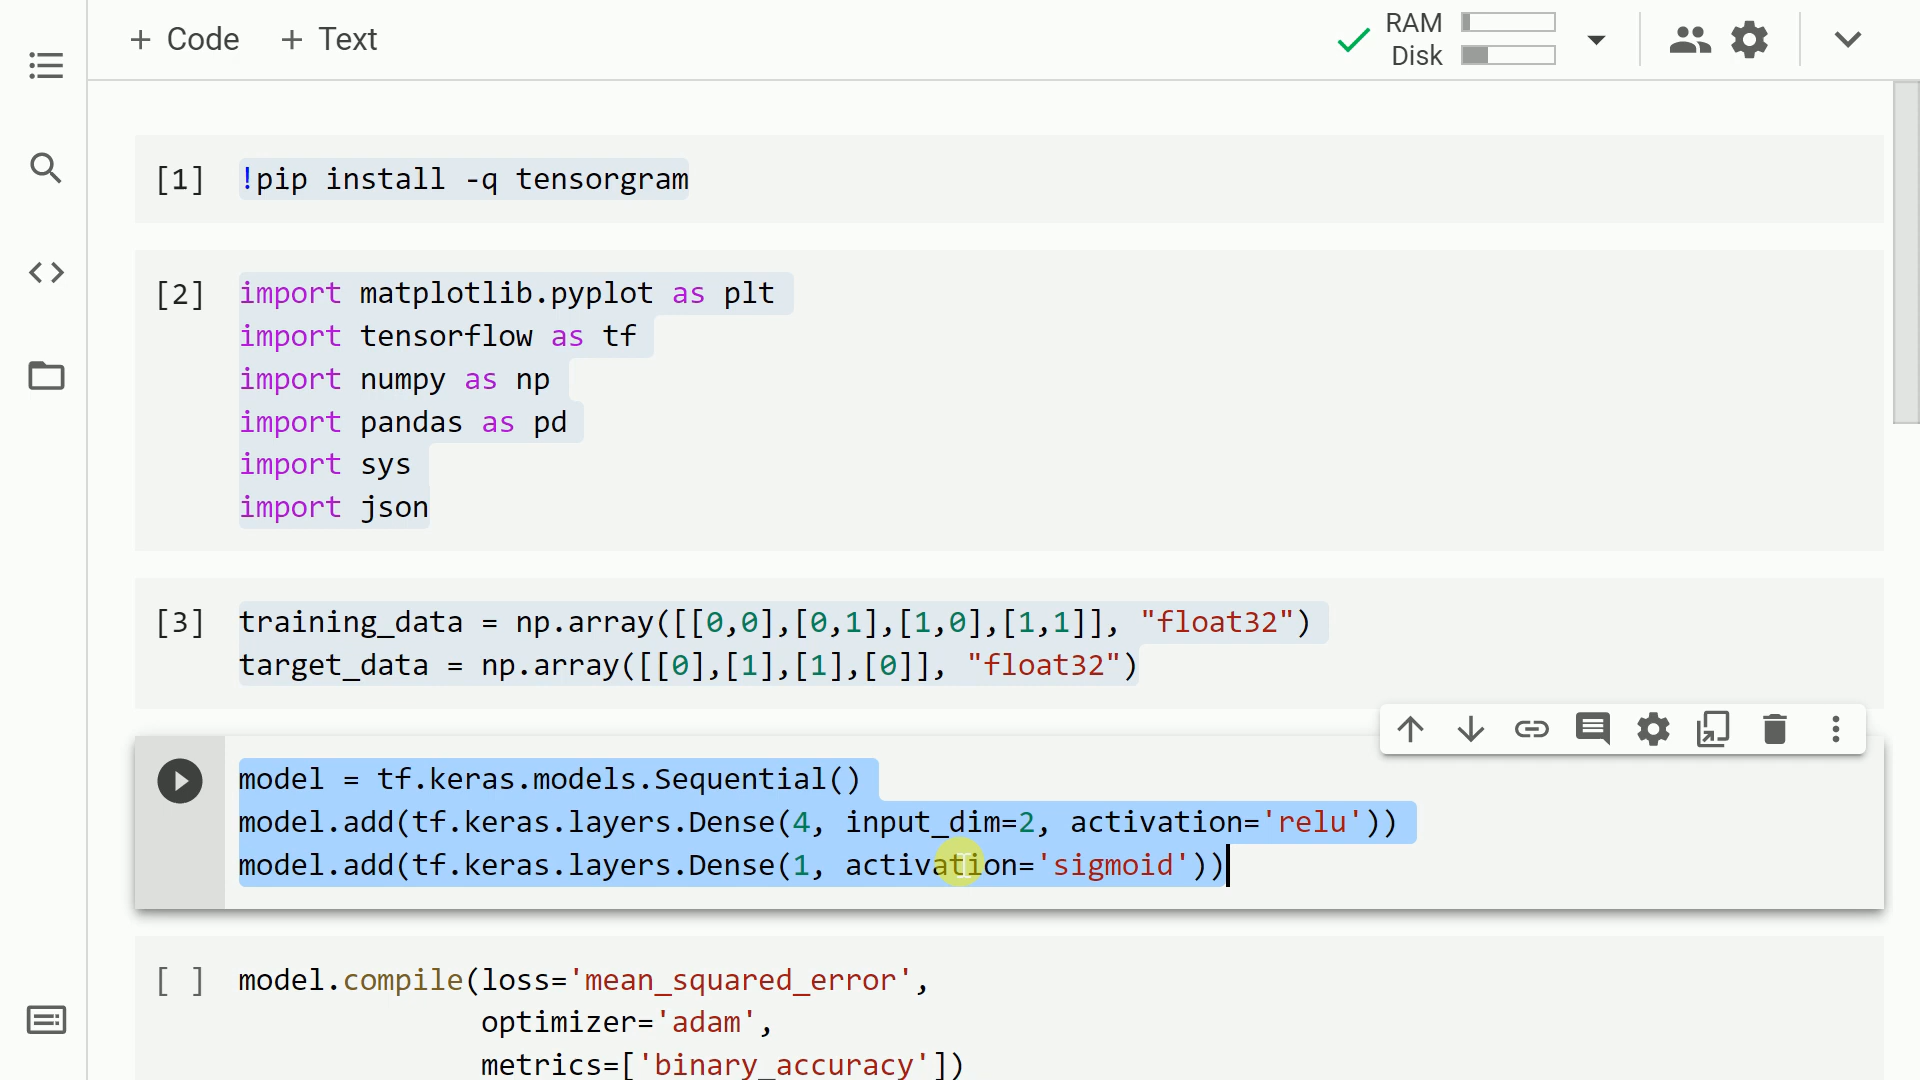 + Code + Text
RAM
Disk
[1] !pip install -q tensorgram
[2] import matplotlib.pyplot as plt
import tensorflow as tf
import numpy as np
import pandas as pd
import sys
import json
[3] training_data = np.array([[0,0],[0,1],[1,0],[1,1]], "float32")
target_data = np.array([[0],[1],[1],[0]], "float32")
model = tf.keras.models.Sequential()
model.add(tf.keras.layers.Dense(4, input_dim=2, activation='relu'))
model.add(tf.keras.layers.Dense(1, activation='sigmoid'))
[ ] model.compile(loss='mean_squared_error',
optimizer='adam',
metrics=['binary_accuracy'])